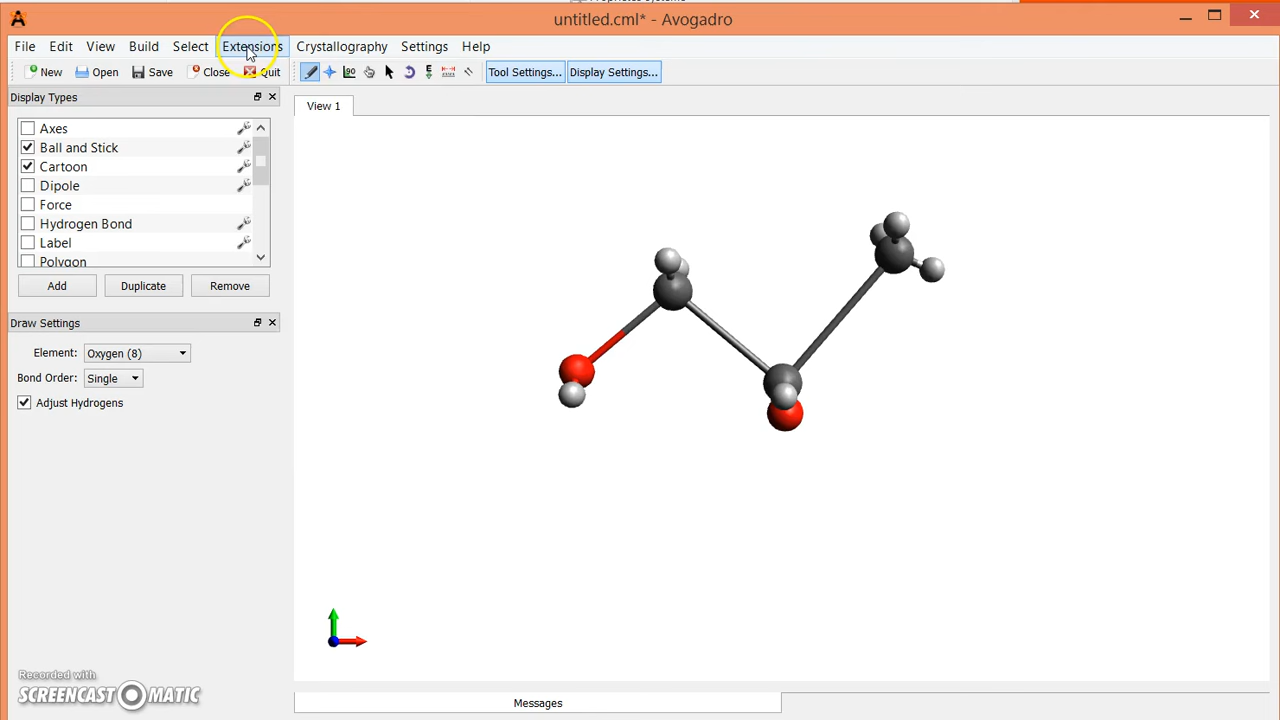 untitled.cml* - Avogadro
File Edit View Build Select Extensions Crystallography Settings Help
New Open Save Close Quit Tool Settings... Display Settings...
Display Types
View 1
Axes
Ball and Stick
Cartoon
Dipole
Force
Hydrogen Bond
Label
Polygon
Add Duplicate Remove
Draw Settings
Element: Oxygen (8)
Bond Order: Single
Adjust Hydrogens
Recorded with
SCREENCAST MATIC
Messages